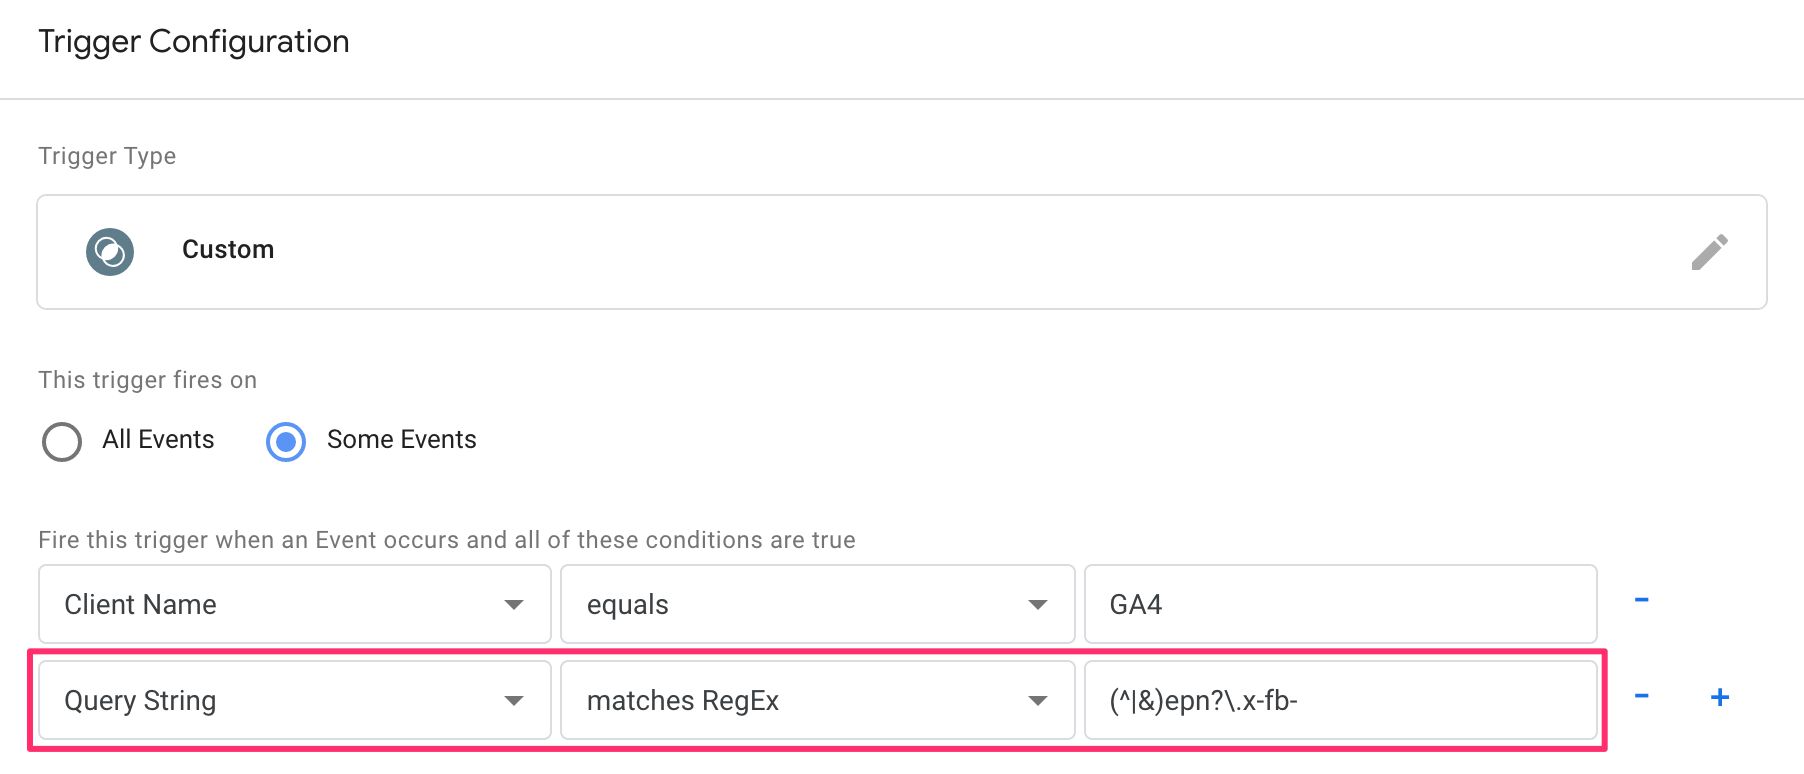 Trigger Configuration
Trigger Type
Custom
This trigger fires on
All Events Some Events
Fire this trigger when an Event occurs and all of these conditions are true
Client Name equals GA4 -
Query String matches RegEx (^|&)epn?\.x-fb- - +